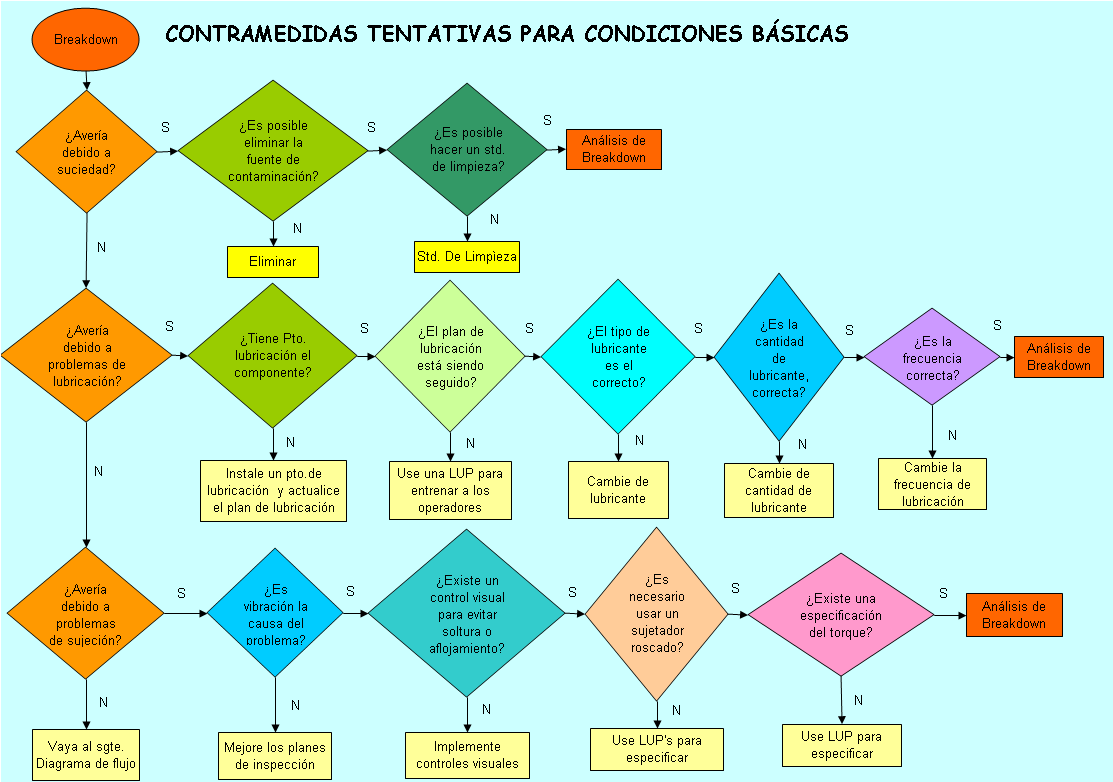 CONTRAMEDIDAS TENTATIVAS PARA CONDICIONES BÁSICAS
Breakdown
¿Avería
debido a
suciedad?
S
¿Es posible
eliminar la
fuente de
contaminación?
S
¿Es posible
hacer un std.
de limpieza?
S
Análisis de
Breakdown
N
N
N
Eliminar
Std. De Limpieza
¿Avería
debido a
problemas de
lubricación?
S
¿Tiene Pto.
lubricación el
componente?
S
¿El plan de
lubricación
está siendo
seguido?
S
¿El tipo de
lubricante
es el
correcto?
S
¿Es la
cantidad
de
lubricante,
correcta?
S
¿Es la
frecuencia
correcta?
S
Análisis de
Breakdown
N
N
N
N
N
N
Instale un pto.de
lubricación y actualice
el plan de lubricación
Use una LUP para
entrenar a los
operadores
Cambie de
lubricante
Cambie de
cantidad de
lubricante
Cambie la
frecuencia de
lubricación
¿Avería
debido a
problemas
de sujeción?
S
¿Es
vibración la
causa del
problema?
S
¿Existe un
control visual
para evitar
soltura o
aflojamiento?
S
¿Es
necesario
usar un
sujetador
roscado?
S
¿Existe una
especificación
del torque?
S
Análisis de
Breakdown
N
N
N
N
N
Vaya al sgte.
Diagrama de flujo
Mejore los planes
de inspección
Implemente
controles visuales
Use LUP's para
especificar
Use LUP para
especificar